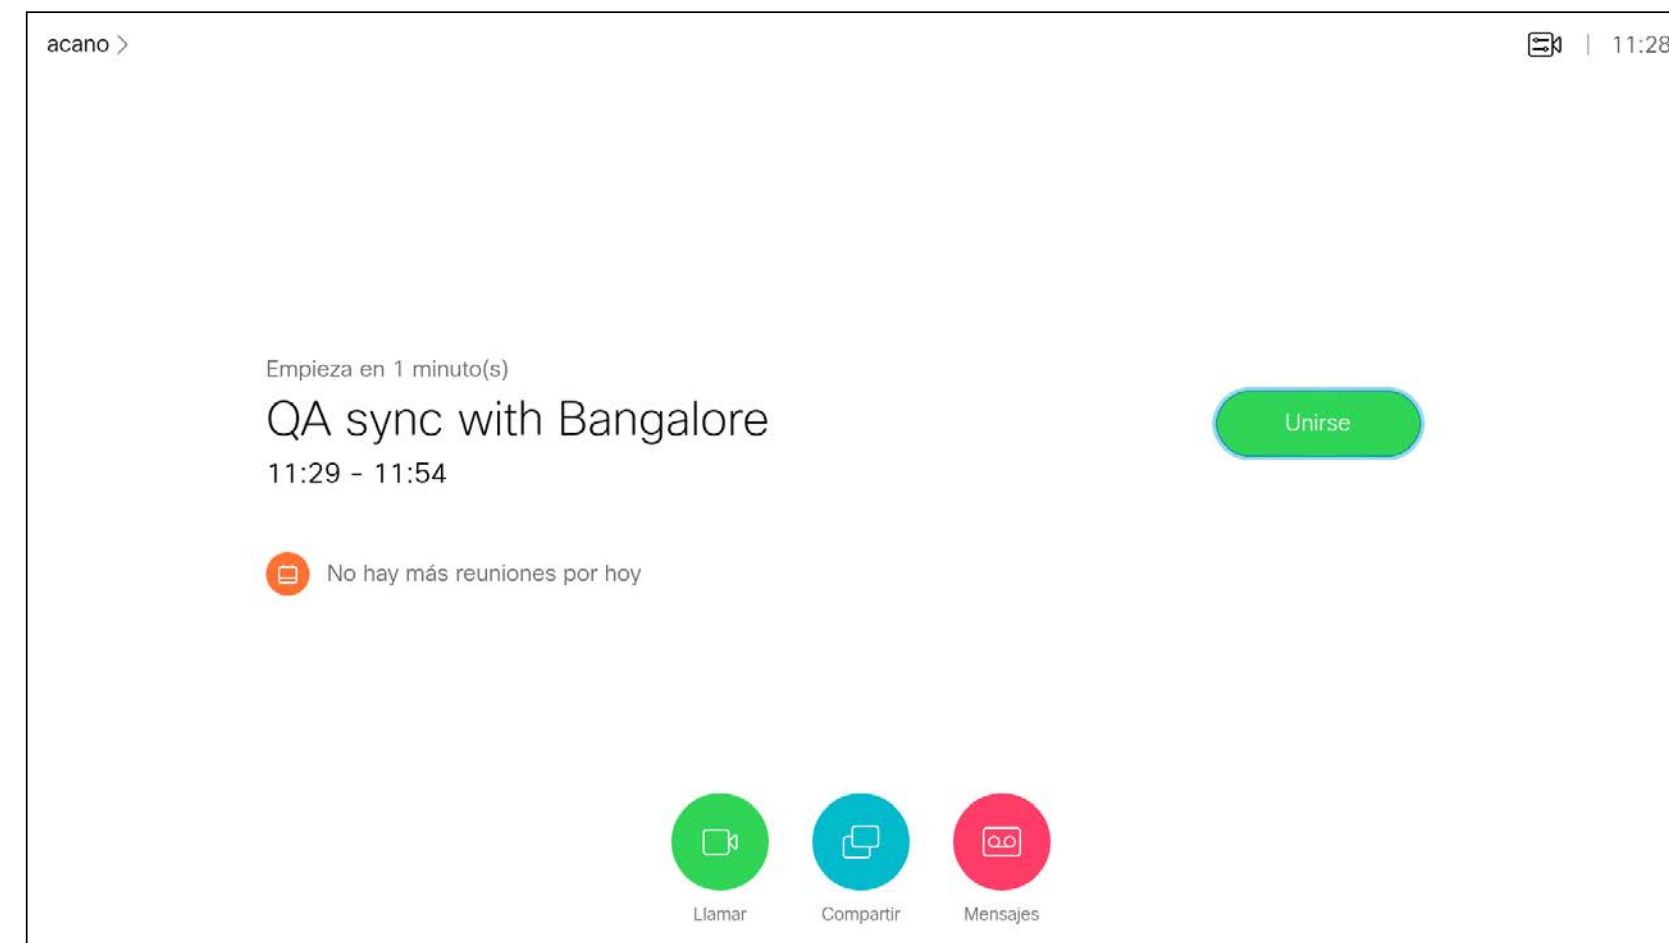 acano >
11:28
Empieza en 1 minuto(s)
QA sync with Bangalore
Unirse
11:29 - 11:54
No hay más reuniones por hoy
Llamar
Compartir
Mensajes